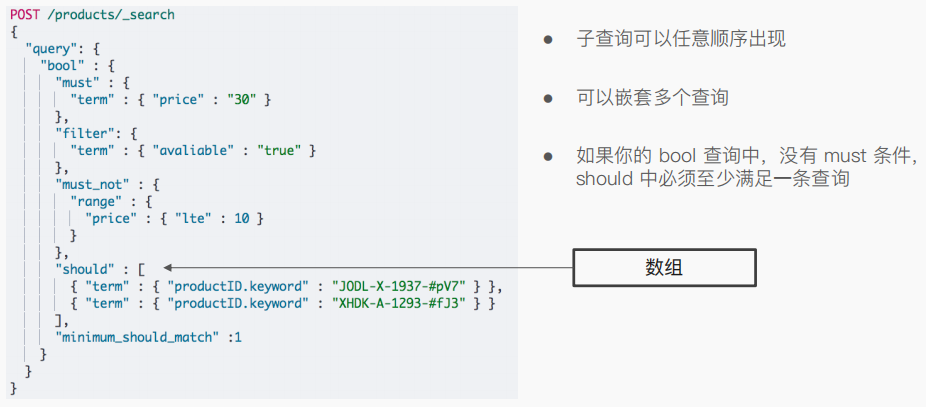 POST /products/_search
{
  "query": {
    "bool" : {
      "must" : {
        "term" : { "price" : "30" }
      },
      "filter": {
        "term" : { "avaliable" : "true" }
      },
      "must_not" : {
        "range" : {
          "price" : { "lte" : 10 }
        }
      },
      "should" : [
        { "term" : { "productID.keyword" : "JODL-X-1937-#pV7" } },
        { "term" : { "productID.keyword" : "XHDK-A-1293-#fJ3" } }
      ],
      "minimum_should_match" :1
    }
  }
}
● 子查询可以任意顺序出现
● 可以嵌套多个查询
● 如果你的 bool 查询中，没有 must 条件，
should 中必须至少满足一条查询
数组